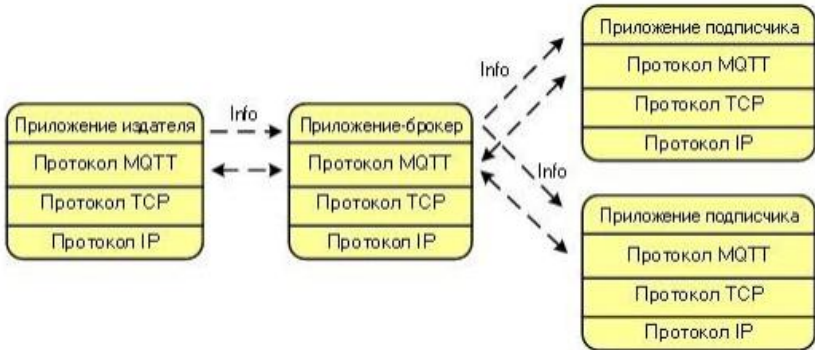 Приложение издателя
Протокол MQTT
Протокол TCP
Протокол IP
Info
Приложение-брокер
Протокол MQTT
Протокол TCP
Протокол IP
Info
Приложение подписчика
Протокол MQTT
Протокол TCP
Протокол IP
Info
Приложение подписчика
Протокол MQTT
Протокол TCP
Протокол IP